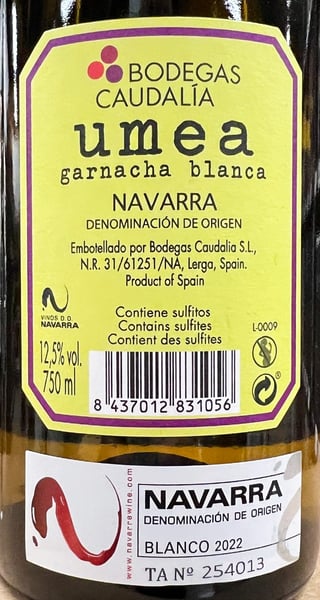 BODEGAS
CAUDALÍA
umea
garnacha blanca
NAVARRA
DENOMINACIÓN DE ORIGEN
Embotellado por Bodegas Caudalia S.L.,
N.R. 31/61251/NA, Lerga, Spain.
Product of Spain
VINOS D.O.
NAVARRA
Contiene sulfitos
Contains sulfites
Contient des sulfites
L-0009
12,5% vol.
750 ml
8 437012 831056
www.navarrawine.com
NAVARRA
DENOMINACIÓN DE ORIGEN
BLANCO 2022
TA Nº 254013